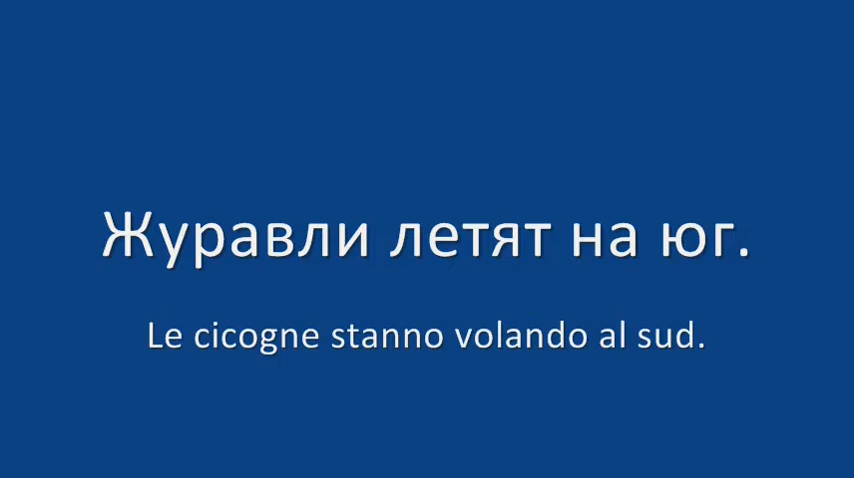 Журавли летят на юг.
Le cicogne stanno volando al sud.